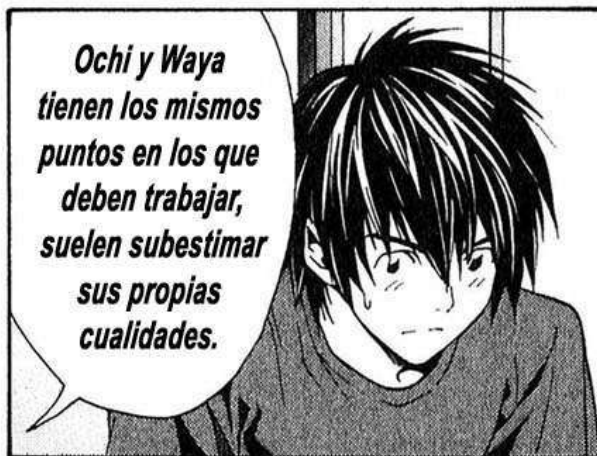 Ochi y Waya
tienen los mismos
puntos en los que
deben trabajar,
suelen subestimar
sus propias
cualidades.